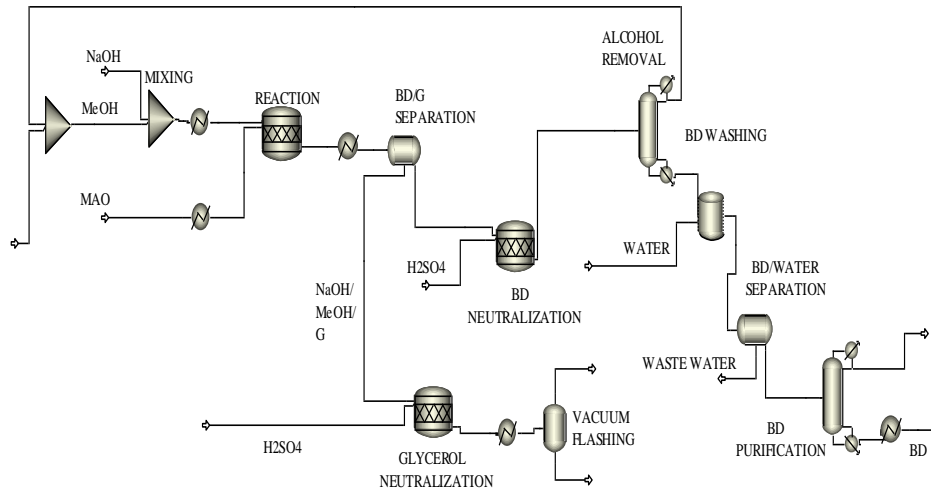 ALCOHOL
REMOVAL
NaOH
MIXING
MeOH
REACTION
BD/G
SEPARATION
BD WASHING
MAO
WATER
H2SO4
BD
NEUTRALIZATION
BD/WATER
SEPARATION
NaOH/
MeOH/
G
WASTE WATER
VACUUM
FLASHING
H2SO4
GLYCEROL
NEUTRALIZATION
BD
PURIFICATION
BD